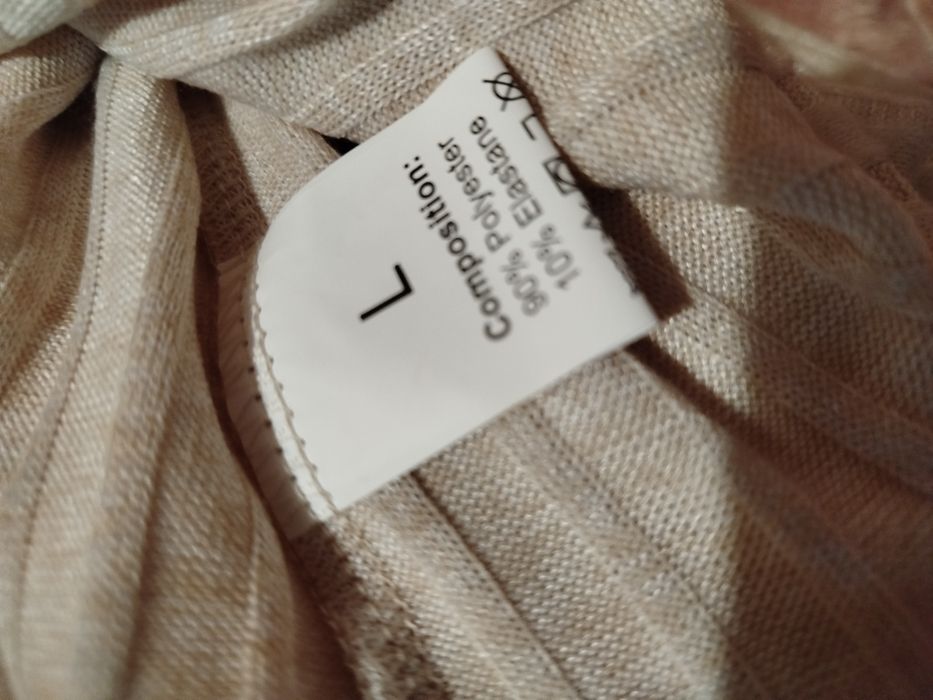 L
Composition:
90% Polyester
10% Elastane